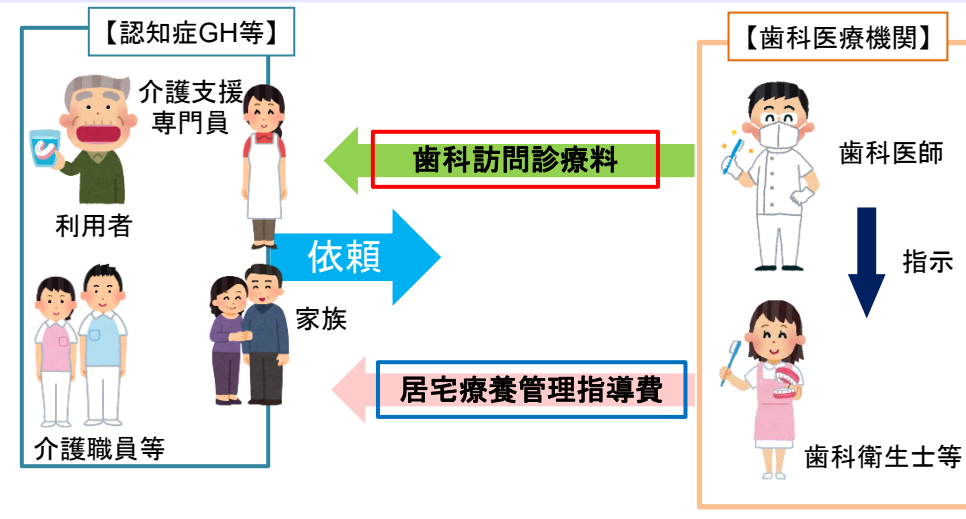 【認知症GH等】
介護支援
専門員
利用者
介護職員等
家族
歯科訪問診療料
依頼
居宅療養管理指導費
【歯科医療機関】
歯科医師
指示
歯科衛生士等